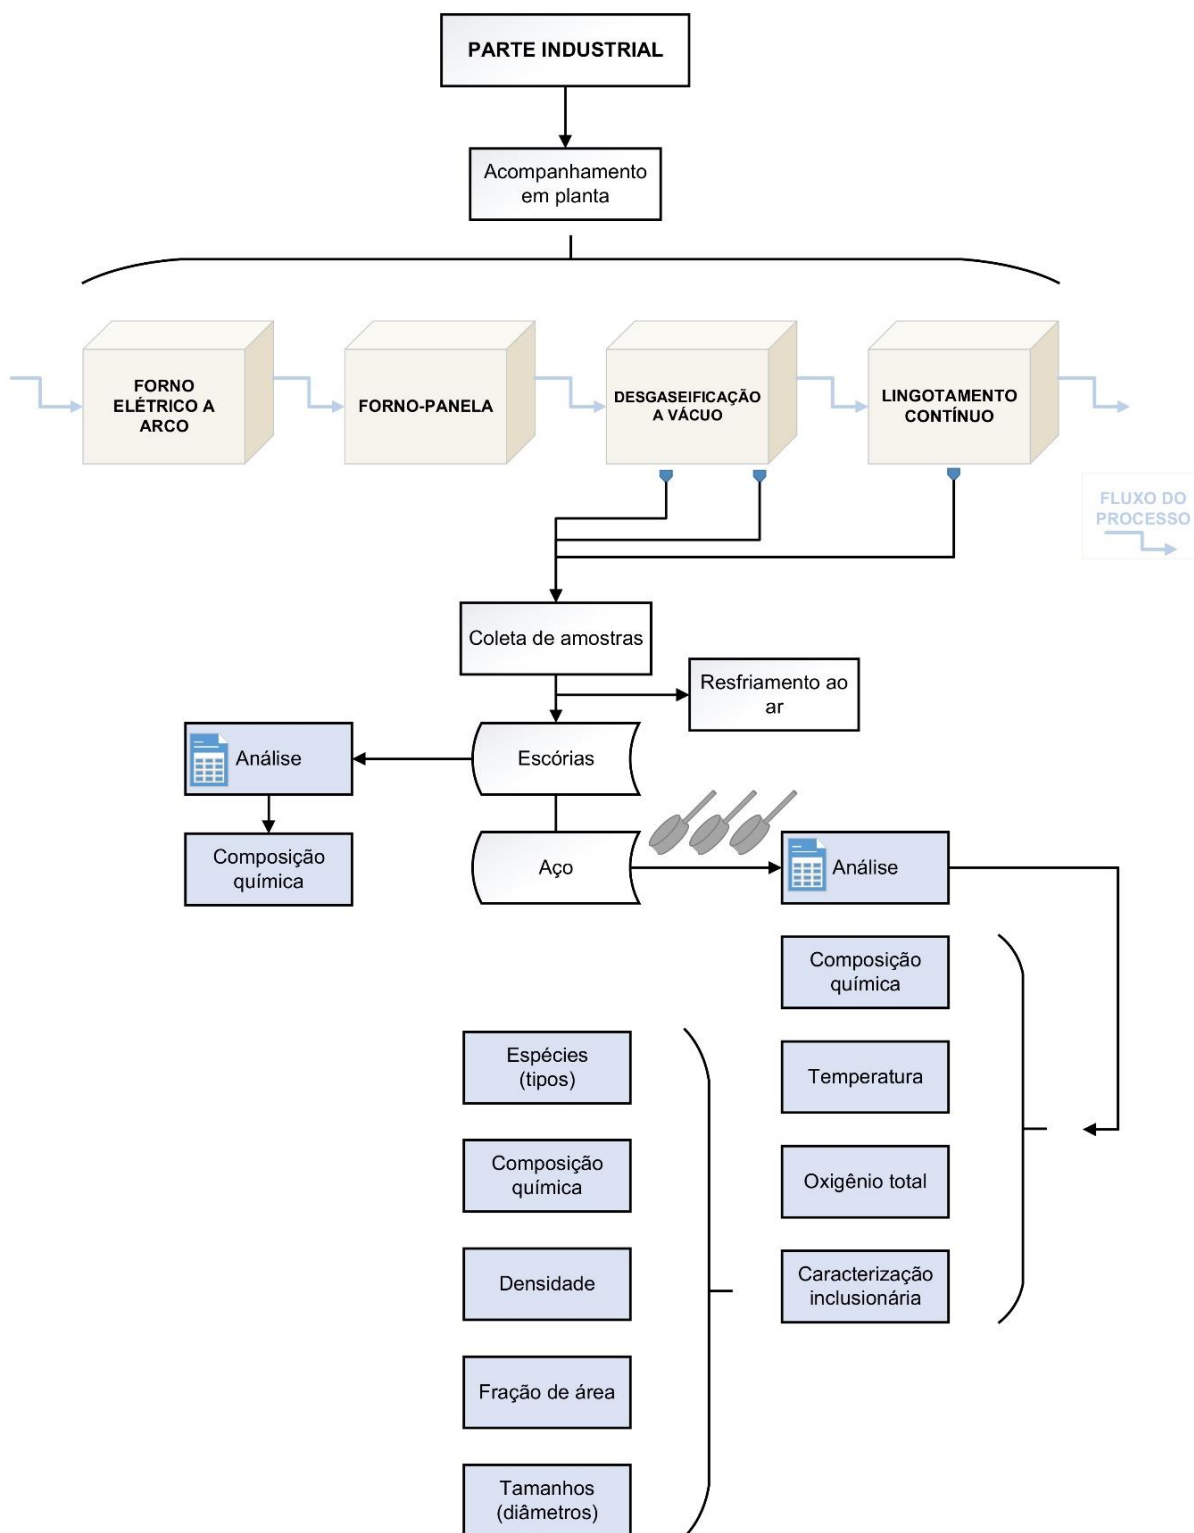 PARTE INDUSTRIAL
Acompanhamento
em planta
FORNO
ELÉTRICO A
ARCO
FORNO-PANELA
DESGASEIFICAÇÃO
A VÁCUO
LINGOTAMENTO
CONTÍNUO
FLUXO DO
PROCESSO
Coleta de amostras
Resfriamento ao
ar
Análise
Escórias
Composição
química
Aço
Análise
Composição
química
Espécies
(tipos)
Temperatura
Composição
química
Oxigênio total
Densidade
Caracterização
inclusionária
Fração de área
Tamanhos
(diâmetros)